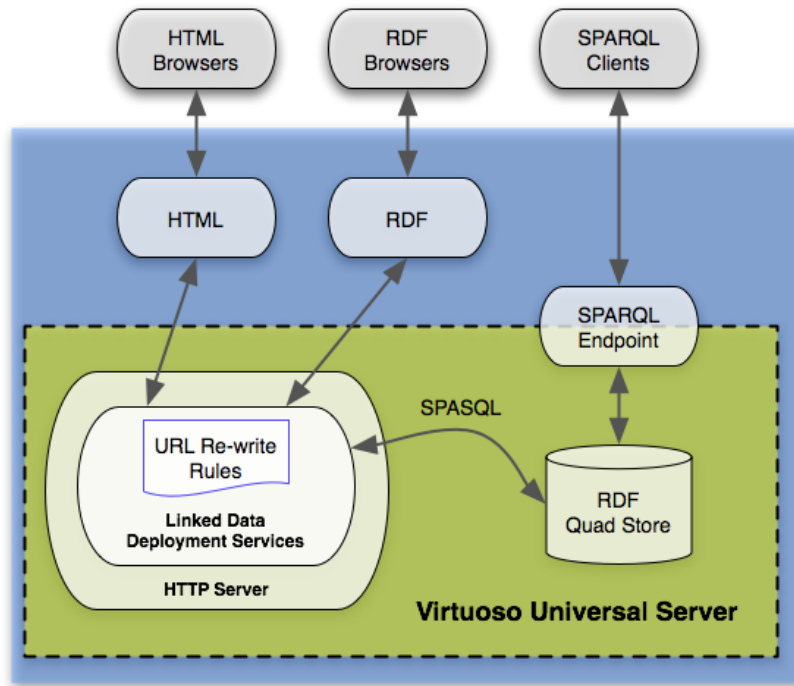 HTML
Browsers
RDF
Browsers
SPARQL
Clients
HTML
RDF
SPARQL
Endpoint
SPASQL
URL Re-write
Rules
RDF
Quad Store
Linked Data
Deployment Services
HTTP Server
Virtuoso Universal Server